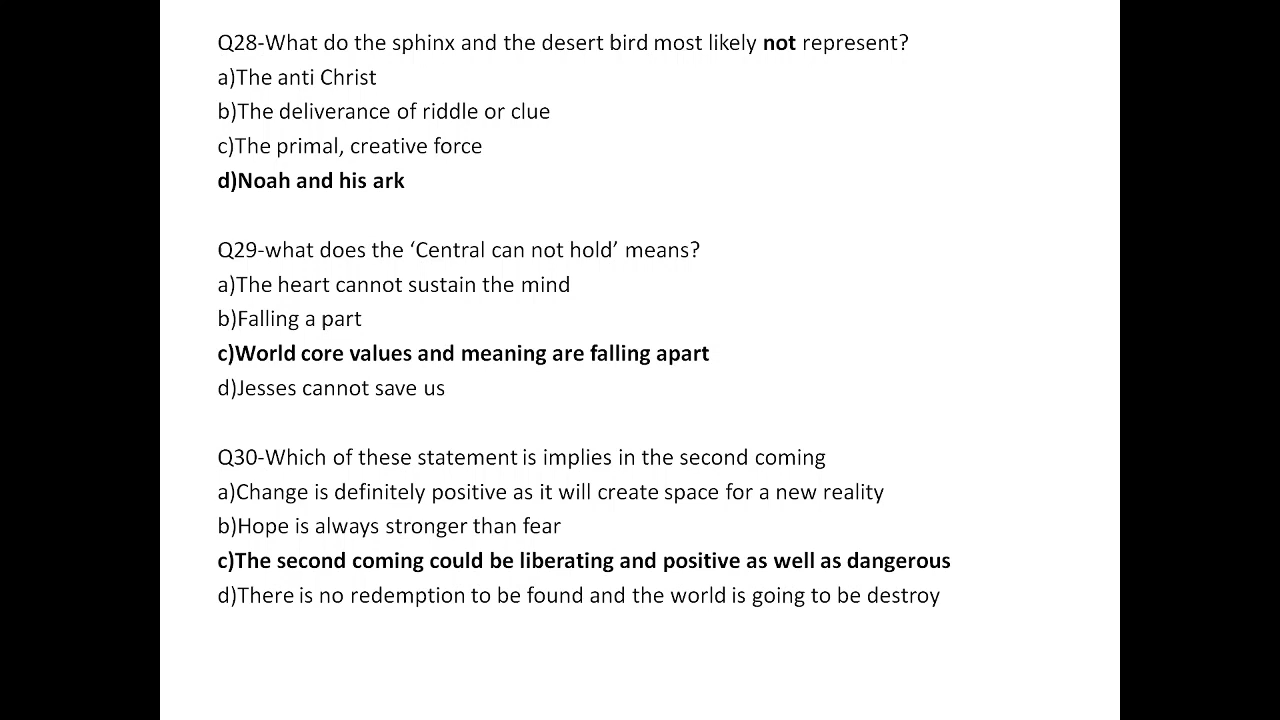 Q28-What do the sphinx and the desert bird most likely not represent?
a)The anti Christ
b)The deliverance of riddle or clue
c)The primal, creative force
d)Noah and his ark
Q29-what does the ‘Central can not hold’ means?
a)The heart cannot sustain the mind
b)Falling a part
c)World core values and meaning are falling apart
d)Jesses cannot save us
Q30-Which of these statement is implies in the second coming
a)Change is definitely positive as it will create space for a new reality
b)Hope is always stronger than fear
c)The second coming could be liberating and positive as well as dangerous
d)There is no redemption to be found and the world is going to be destroy